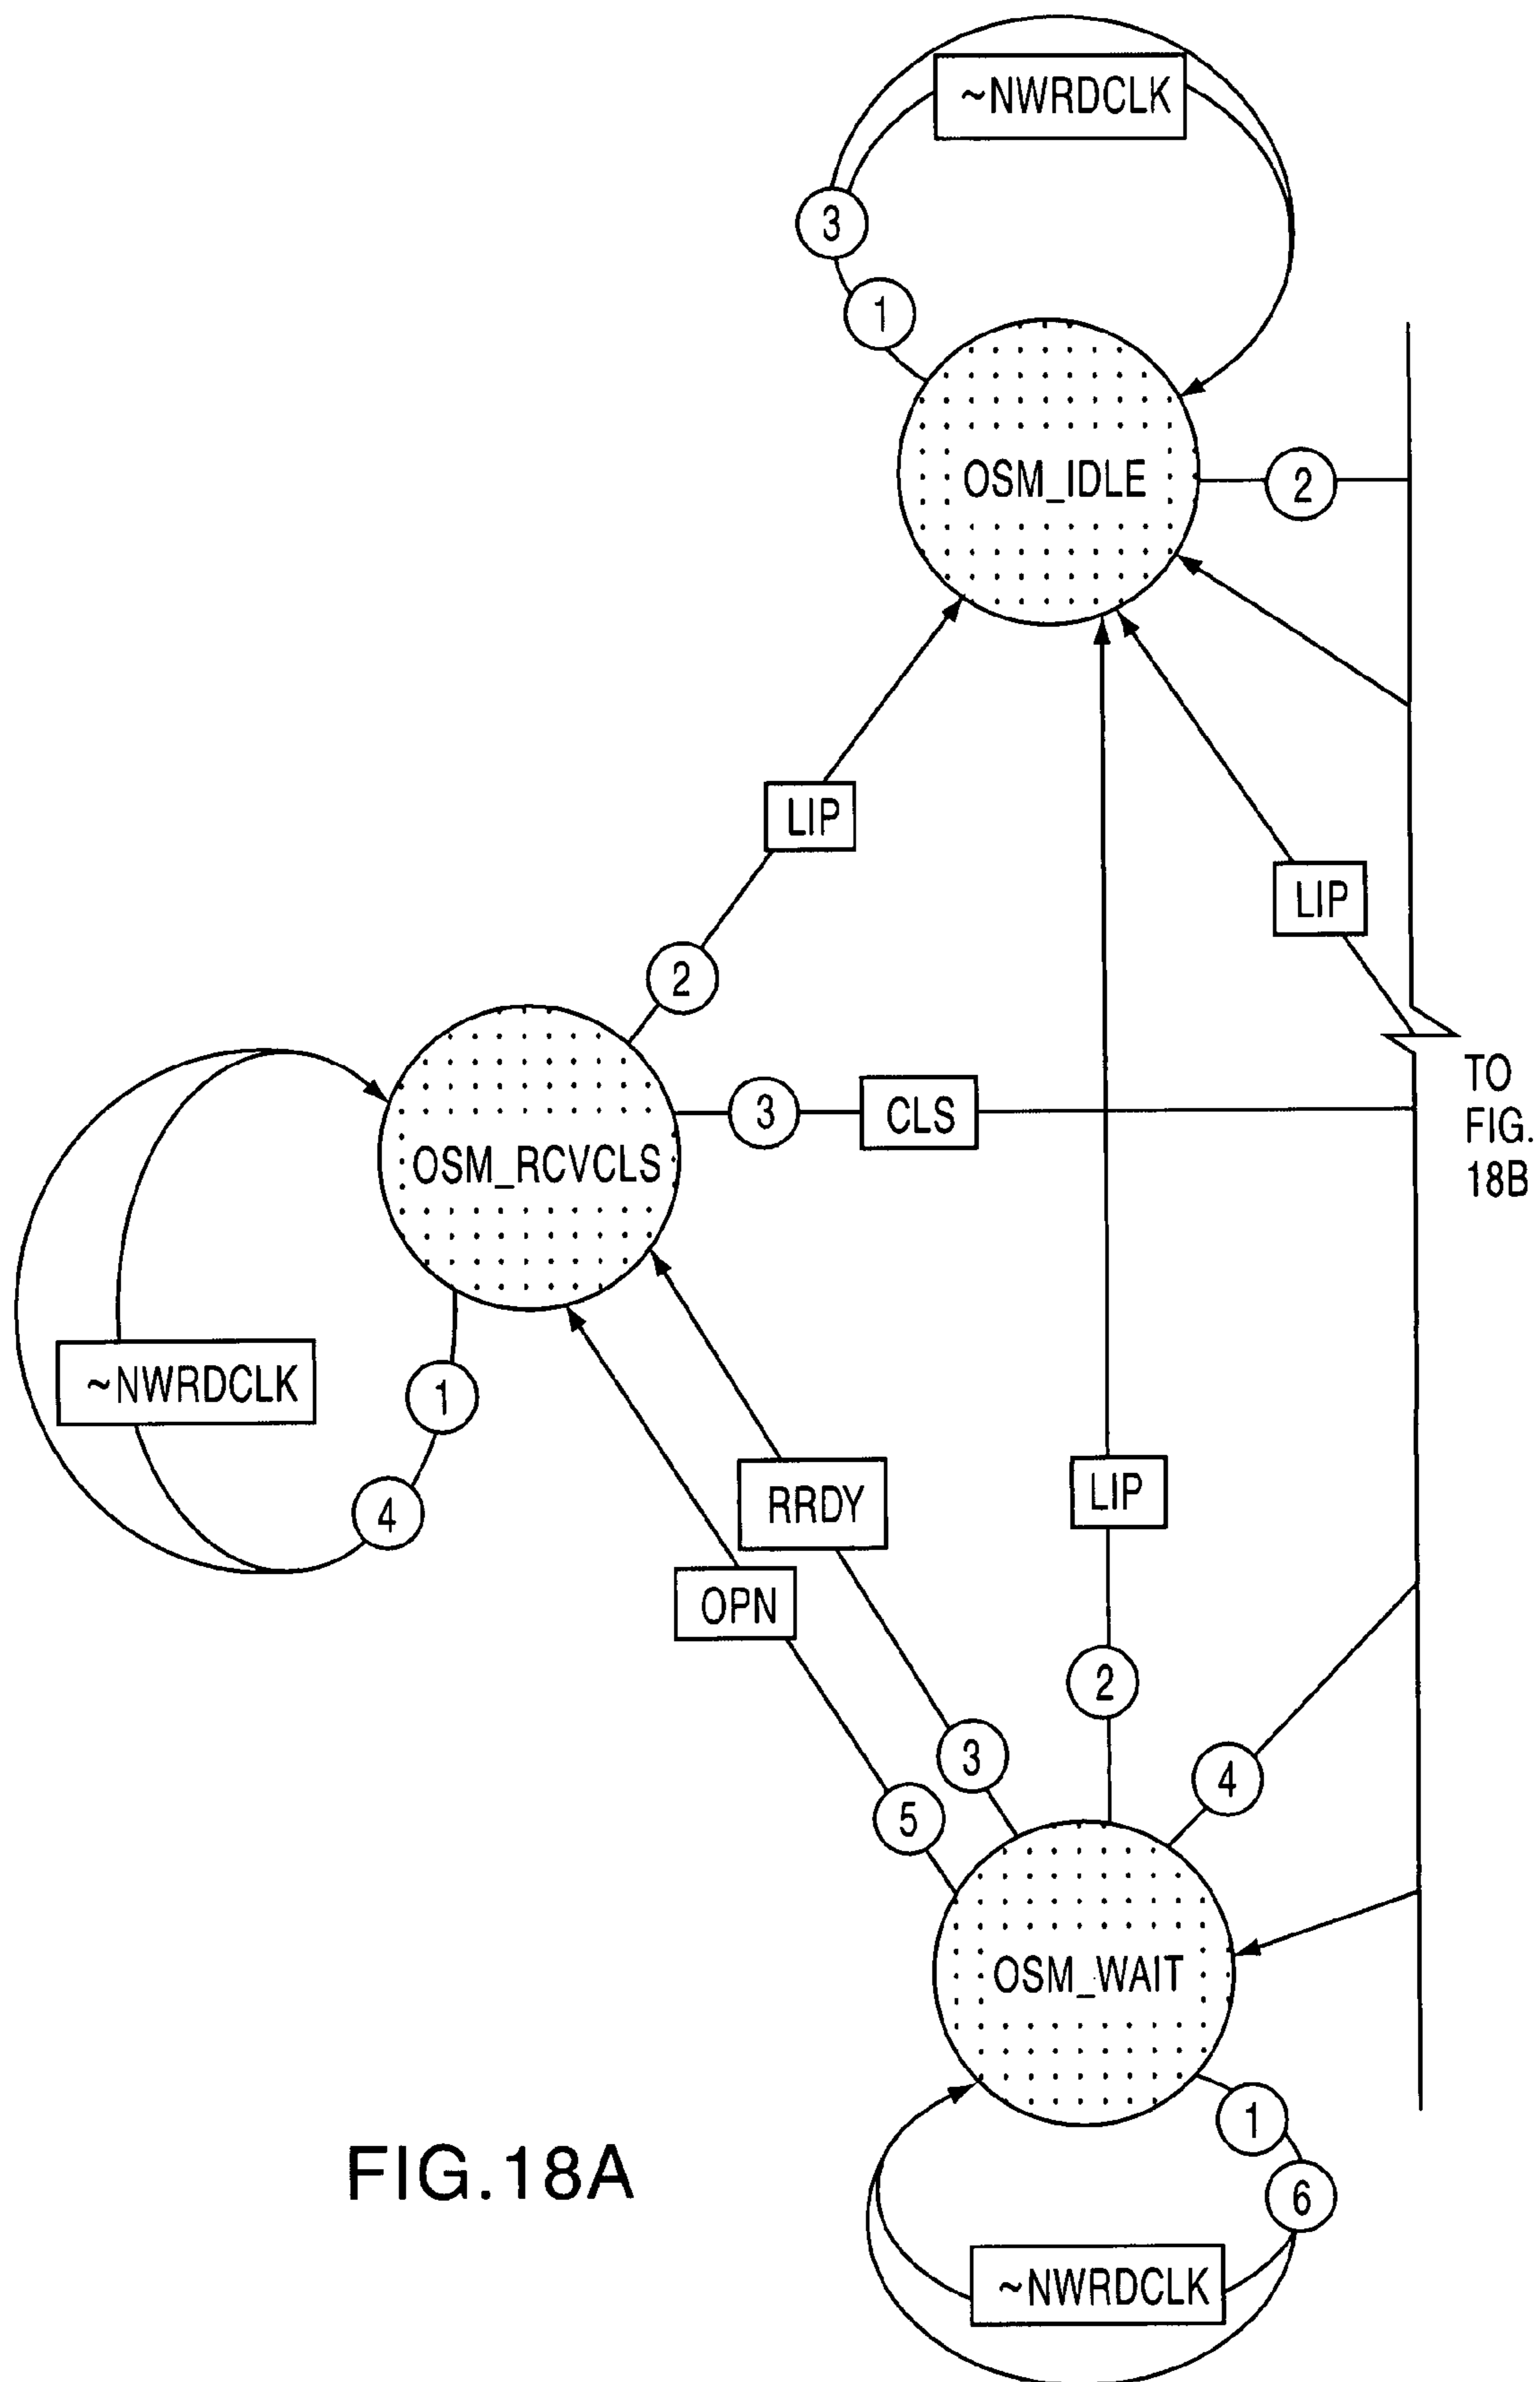 ~NWRDCLK
3
1
OSM_IDLE
2
LIP
LIP
2
TO
FIG.
18B
3
CLS
OSM_RCVCLS
~NWRDCLK
1
4
RRDY
LIP
OPN
2
3
4
5
OSM_WAIT
1
6
~NWRDCLK
FIG.18A